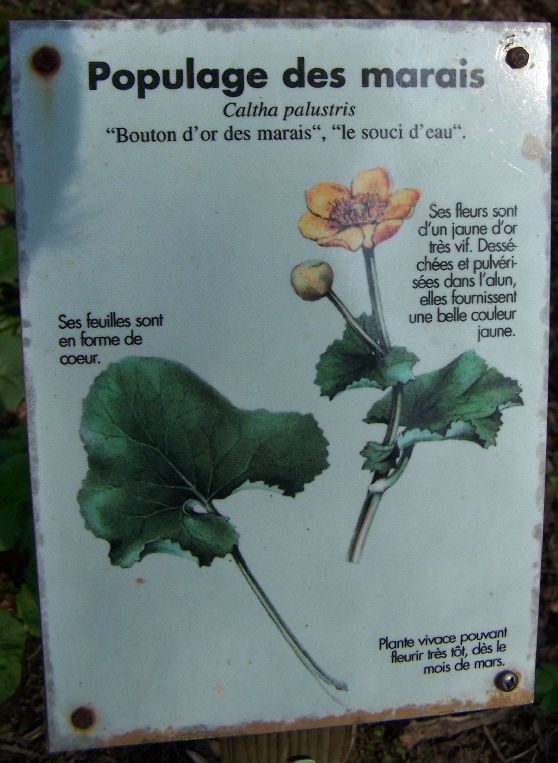 Populage des marais
Caltha palustris
“Bouton d'or des marais“, “le souci d'eau“.
Ses fleurs sont
d'un jaune d'or
très vif. Dessé-
chées et pulvéri-
sées dans l'alun,
elles fournissent
une belle couleur
jaune.
Ses feuilles sont
en forme de
coeur.
Plante vivace pouvant
fleurir très tôt, dès le
mois de mars.